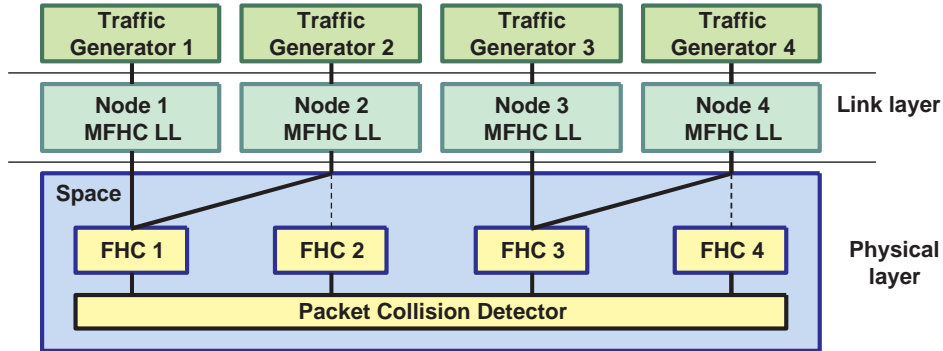 Traffic
Generator 1
Traffic
Generator 2
Traffic
Generator 3
Traffic
Generator 4
Node 1
MFHC LL
Node 2
MFHC LL
Node 3
MFHC LL
Node 4
MFHC LL
Link layer
Space
FHC 1
FHC 2
FHC 3
FHC 4
Physical
layer
Packet Collision Detector